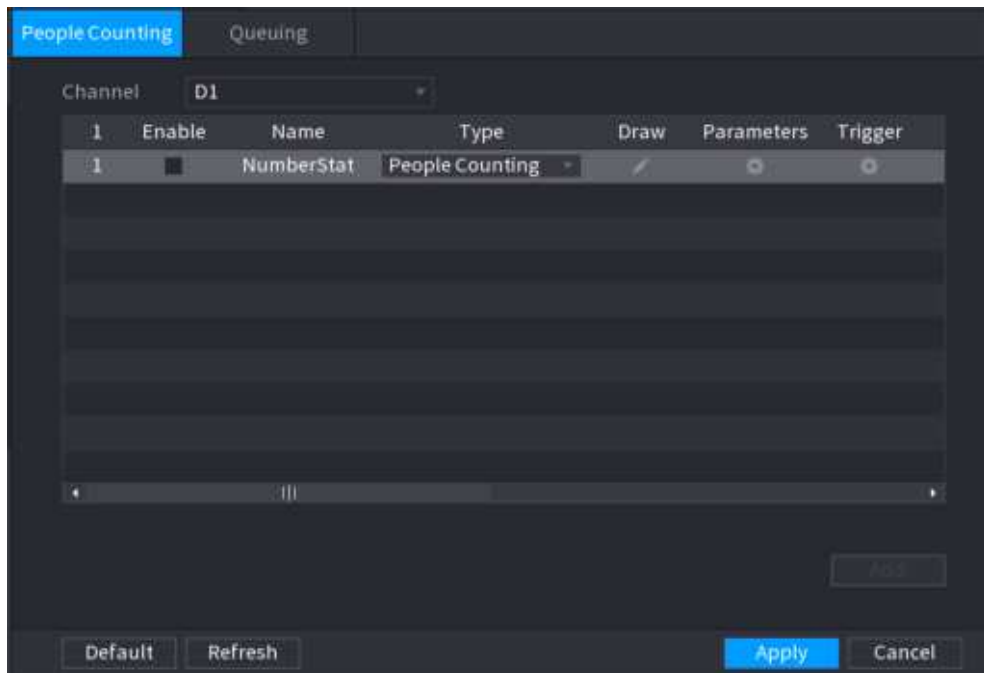 People Counting Queuing
Channel D1
1 Enable Name Type Draw Parameters Trigger
1 NumberStat People Counting
Add
Default Refresh Apply Cancel